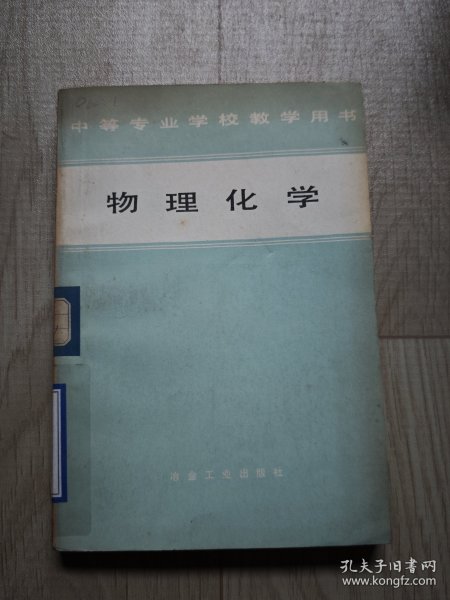 中等专业学校教学用书
物理化学
冶金工业出版社
孔夫子旧书网
www.kongfz.com